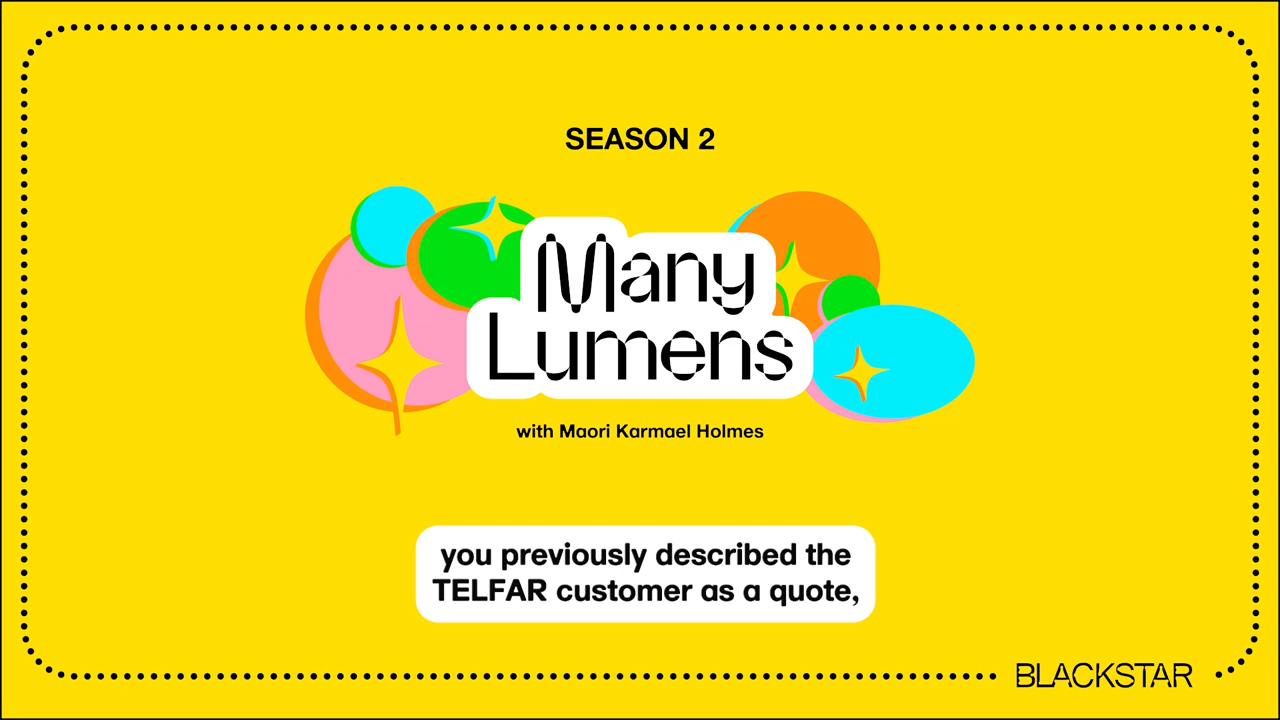 SEASON 2
Many
Lumens
with Maori Karmael Holmes
you previously described the
TELFAR customer as a quote,
BLACKSTAR